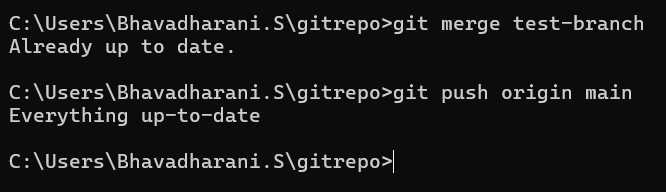 C:\Users\Bhavadharani.S\gitrepo>git merge test-branch
Already up to date.
C:\Users\Bhavadharani.S\gitrepo>git push origin main
Everything up-to-date
C:\Users\Bhavadharani.S\gitrepo>